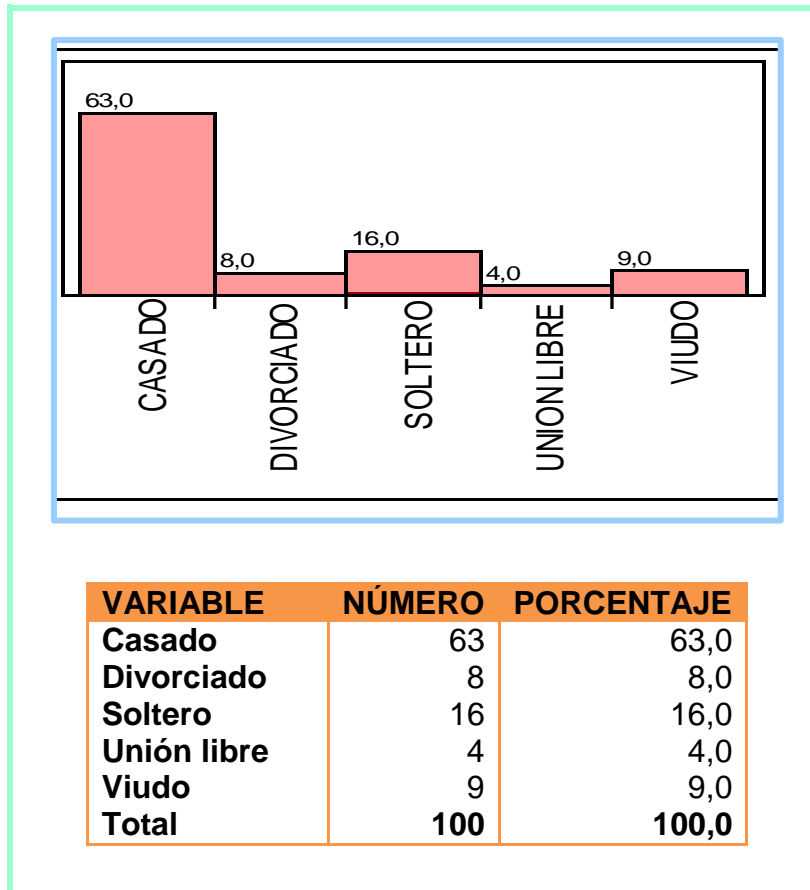 63,0
8,0
16,0
4,0
9,0
CASADO
DIVORCIADO
SOLTERO
UNION LIBRE
VIUDO
VARIABLE NÚMERO PORCENTAJE
Casado 63 63,0
Divorciado 8 8,0
Soltero 16 16,0
Unión libre 4 4,0
Viudo 9 9,0
Total 100 100,0